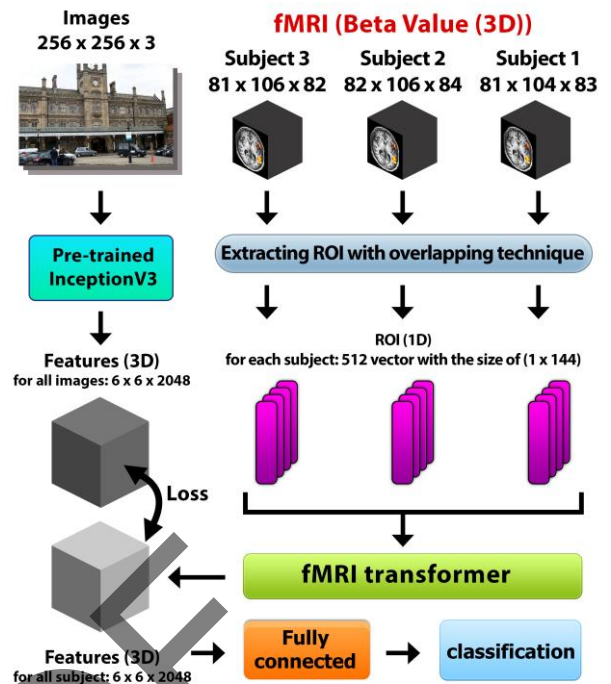 Images
256 x 256 x 3
fMRI (Beta Value (3D))
Subject 3
81 x 106 x 82
Subject 2
82 x 106 x 84
Subject 1
81 x 104 x 83
Pre-trained
InceptionV3
Extracting ROI with overlapping technique
Features (3D)
for all images: 6 x 6 x 2048
ROI (1D)
for each subject: 512 vector with the size of (1 x 144)
Loss
fMRI transformer
Features (3D)
for all subject: 6 x 6 x 2048
Fully
connected
classification